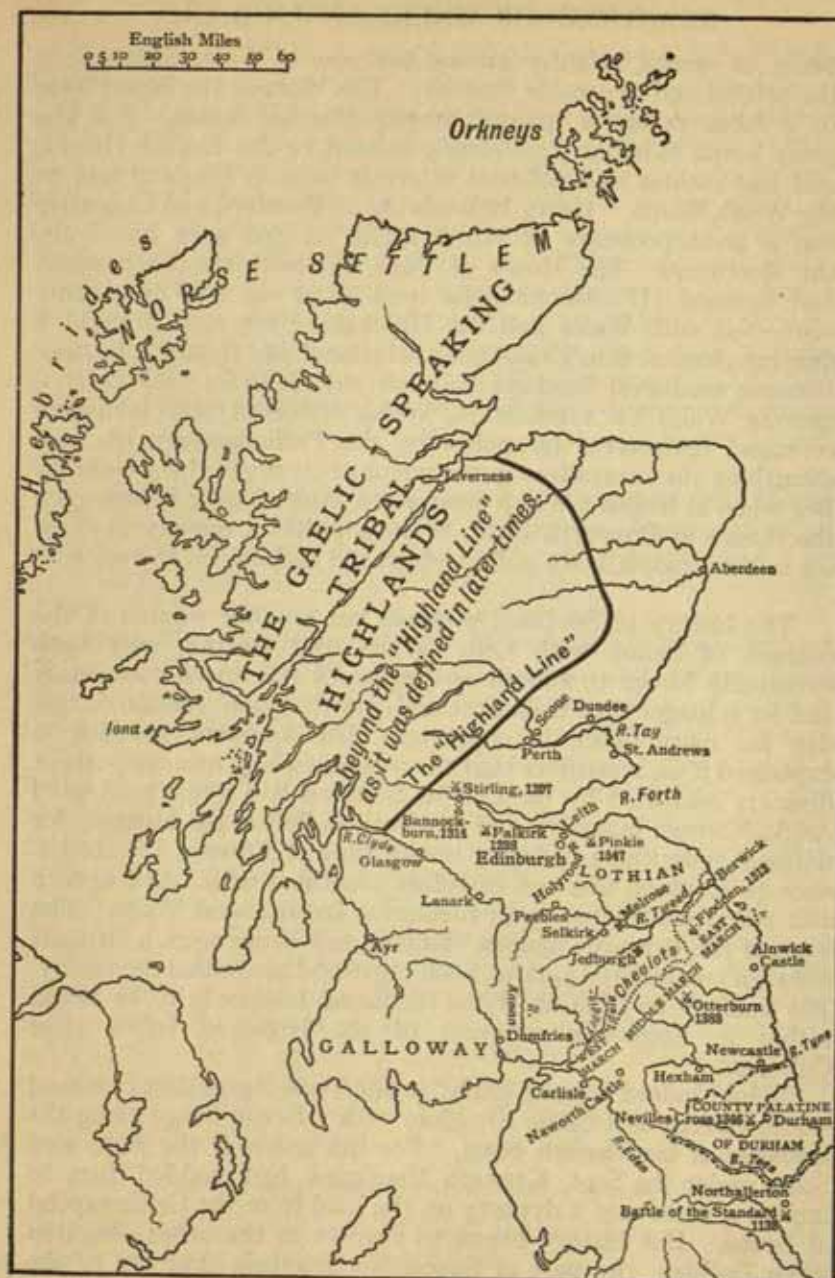 English Miles
0 5 10 20 30 40 50 60
Orkneys
NORSE SETTLEMENTS
Hebrides
THE GAELIC SPEAKING
TRIBAL
HIGHLANDS
beyond the "Highland Line"
as it was defined in later times.
The "Highland Line"
Inverness
Aberdeen
Iona
Scone
Dundee
Perth
R. Tay
St. Andrews
Stirling, 1297
R. Forth
Bannock-
burn, 1314
Falkirk
1298
Leith
Pinkie
1547
R. Clyde
Glasgow
Edinburgh
Holyrood
LOTHIAN
Berwick
Lanark
Peebles
Melrose
R. Tweed
Flodden, 1513
Selkirk
EAST
MARCH
Ayr
Jedburgh
Cheviots
Alnwick
Castle
R. Annan
MIDDLE MARCH
Otterburn
1388
GALLOWAY
Dumfries
WEST
MARCH
Newcastle
R. Tyne
Carlisle
Naworth Castle
Hexham
COUNTY PALATINE
Nevilles Cross 1346
Durham
OF DURHAM
R. Eden
R. Tees
Northallerton
Battle of the Standard
1138